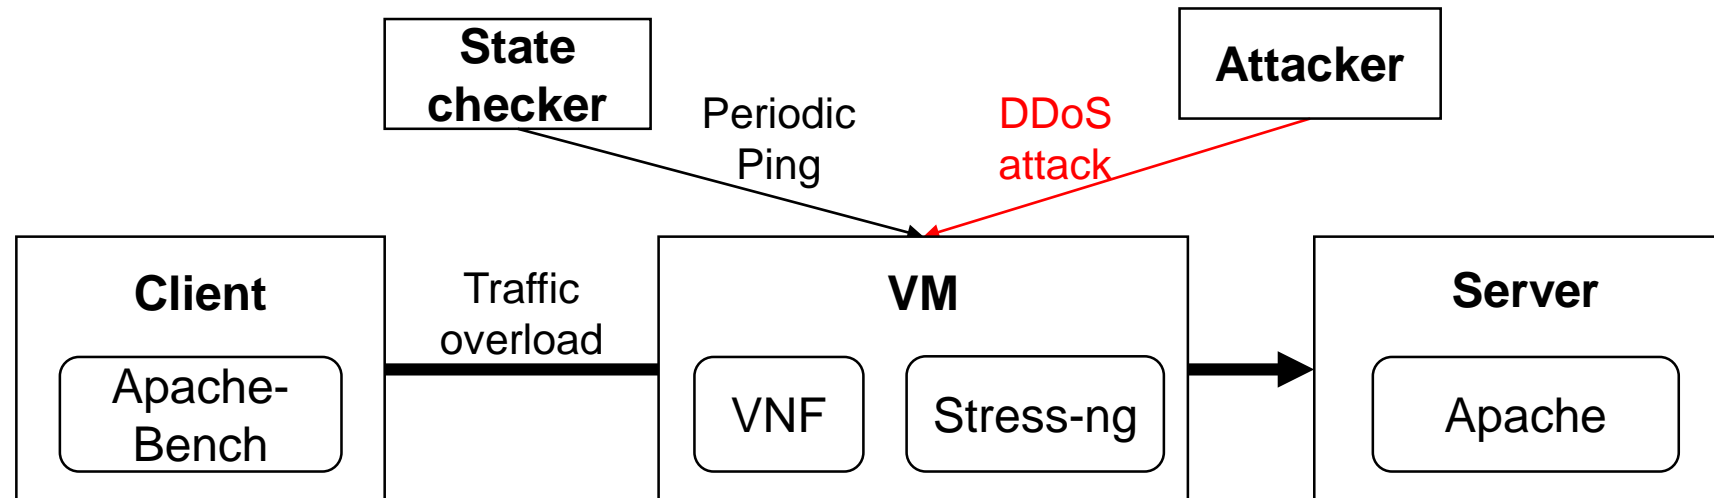 State
checker
Attacker
Periodic
Ping
DDoS
attack
Client
Traffic
overload
VM
Server
Apache-
Bench
VNF
Stress-ng
Apache